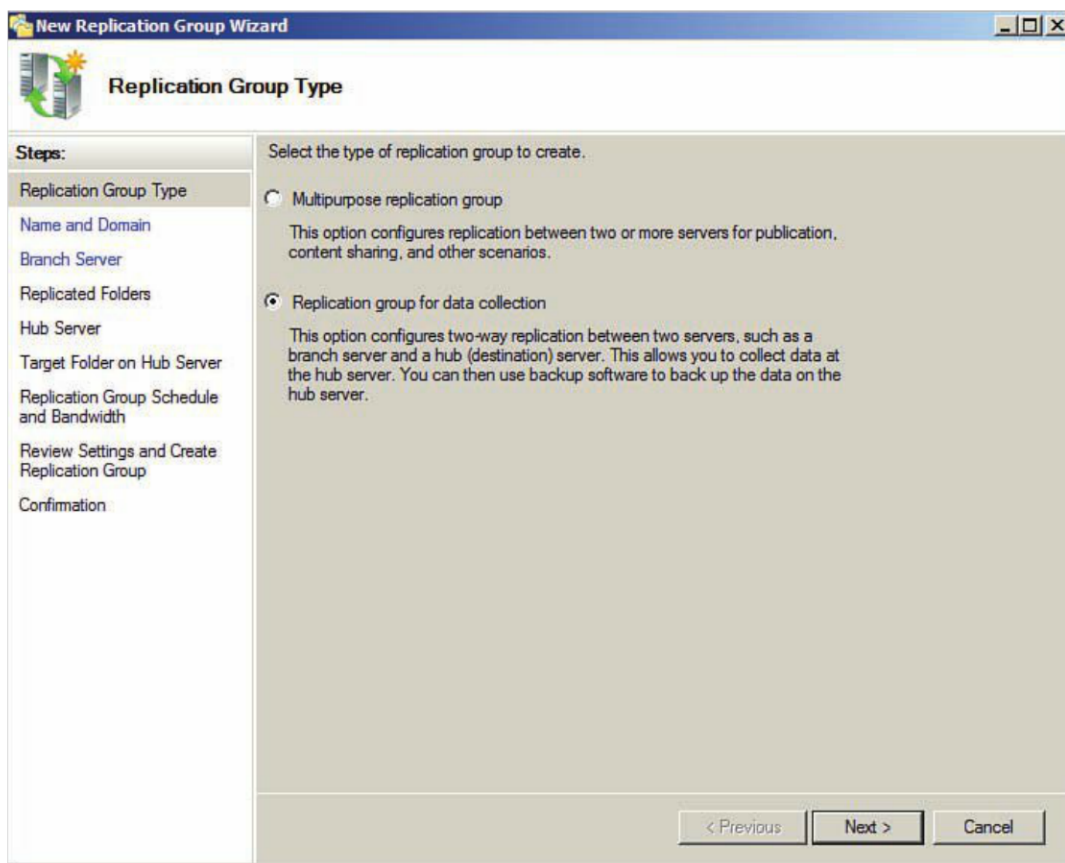 New Replication Group Wizard
Replication Group Type
Steps:
Replication Group Type
Name and Domain
Branch Server
Replicated Folders
Hub Server
Target Folder on Hub Server
Replication Group Schedule
and Bandwidth
Review Settings and Create
Replication Group
Confirmation
Select the type of replication group to create.
Multipurpose replication group
This option configures replication between two or more servers for publication,
content sharing, and other scenarios.
Replication group for data collection
This option configures two-way replication between two servers, such as a
branch server and a hub (destination) server. This allows you to collect data at
the hub server. You can then use backup software to back up the data on the
hub server.
< Previous
Next >
Cancel